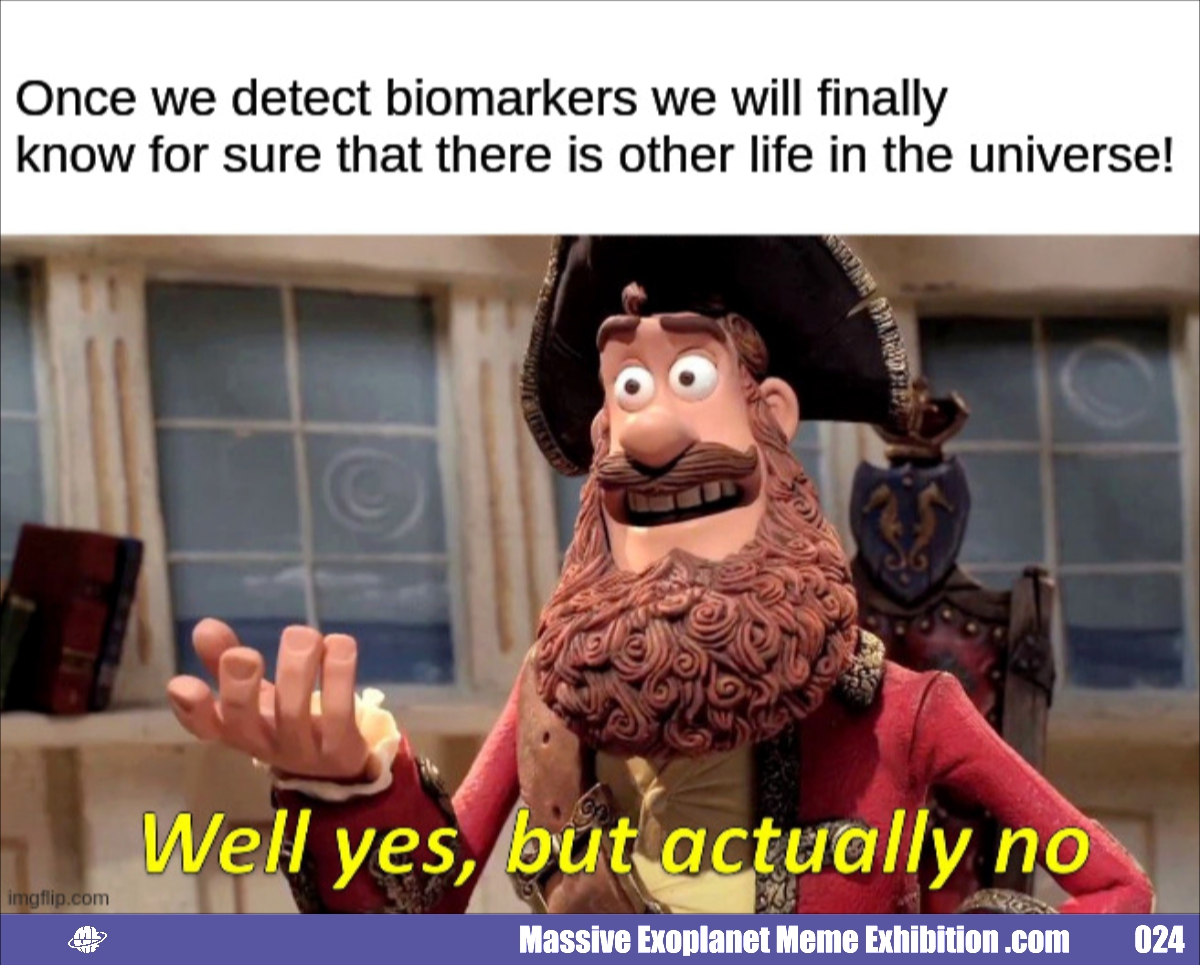 Once we detect biomarkers we will finally
know for sure that there is other life in the universe!
Well yes, but actually no
imgflip.com
Massive Exoplanet Meme Exhibition .com 024